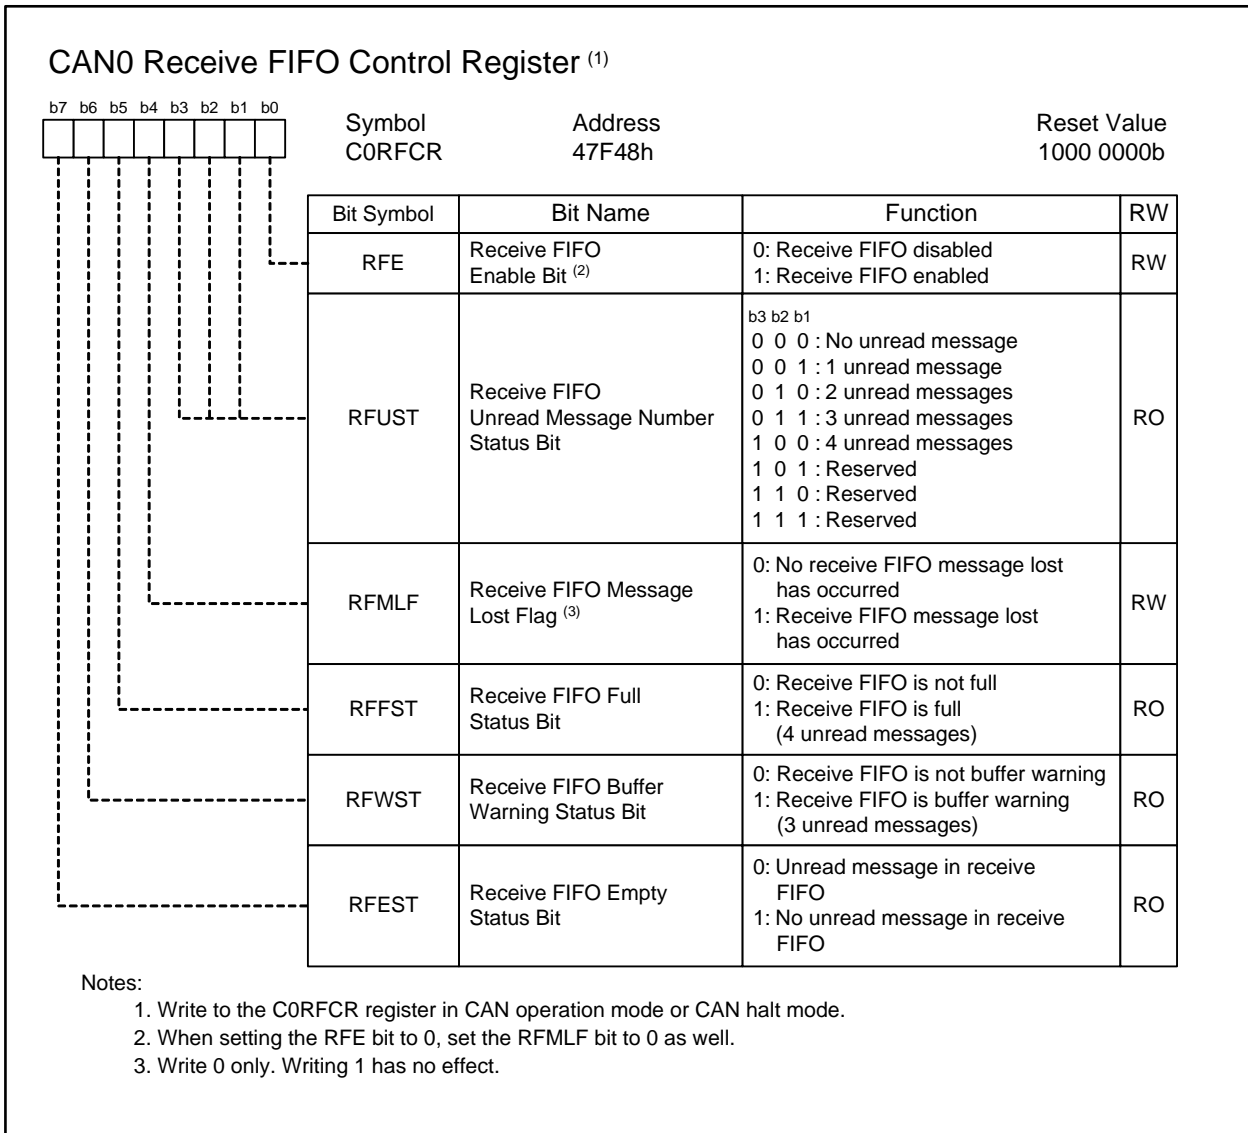 CAN0 Receive FIFO Control Register (1)
b7 b6 b5 b4 b3 b2 b1 b0
Symbol Address Reset Value
C0RFCR 47F48h 1000 0000b
Bit Symbol Bit Name Function RW
RFE
Receive FIFO
Enable Bit (2)
0: Receive FIFO disabled
1: Receive FIFO enabled
RW
RFUST
Receive FIFO
Unread Message Number
Status Bit
b3 b2 b1
0 0 0 : No unread message
0 0 1 : 1 unread message
0 1 0 : 2 unread messages
0 1 1 : 3 unread messages
1 0 0 : 4 unread messages
1 0 1 : Reserved
1 1 0 : Reserved
1 1 1 : Reserved
RO
RFMLF
Receive FIFO Message
Lost Flag (3)
0: No receive FIFO message lost
has occurred
1: Receive FIFO message lost
has occurred
RW
RFFST
Receive FIFO Full
Status Bit
0: Receive FIFO is not full
1: Receive FIFO is full
(4 unread messages)
RO
RFWST
Receive FIFO Buffer
Warning Status Bit
0: Receive FIFO is not buffer warning
1: Receive FIFO is buffer warning
(3 unread messages)
RO
RFEST
Receive FIFO Empty
Status Bit
0: Unread message in receive
FIFO
1: No unread message in receive
FIFO
RO
Notes:
1. Write to the C0RFCR register in CAN operation mode or CAN halt mode.
2. When setting the RFE bit to 0, set the RFMLF bit to 0 as well.
3. Write 0 only. Writing 1 has no effect.